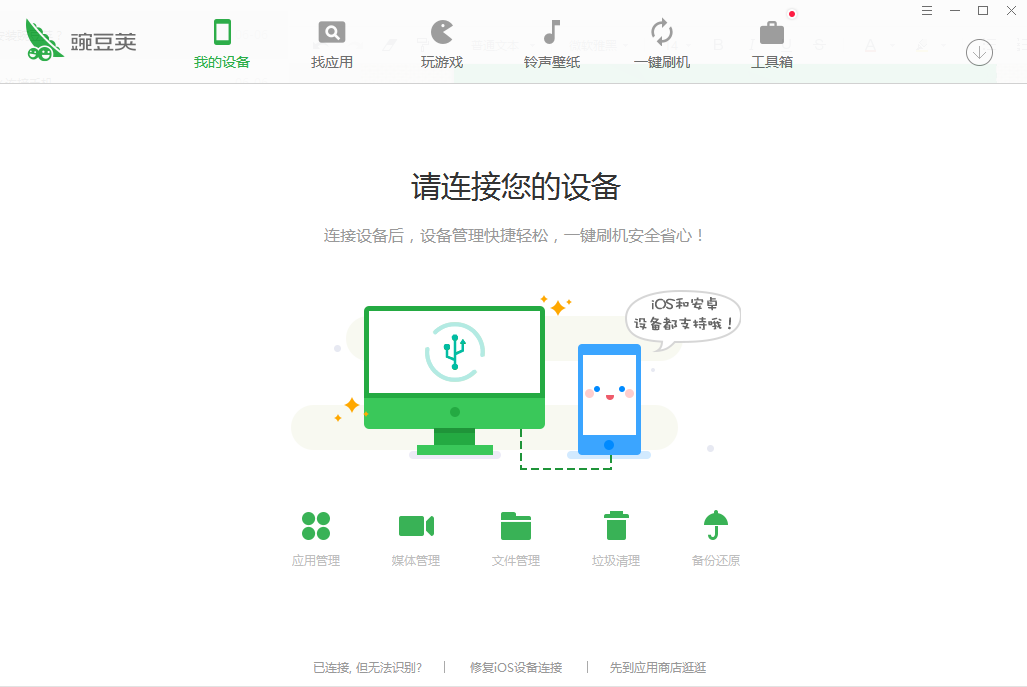 豌豆荚
我的设备
找应用
玩游戏
铃声壁纸
一键刷机
工具箱
请连接您的设备
连接设备后，设备管理快捷轻松，一键刷机安全省心！
iOS和安卓
设备都支持哦！
应用管理
媒体管理
文件管理
垃圾清理
备份还原
已连接, 但无法识别?
修复iOS设备连接
先到应用商店逛逛